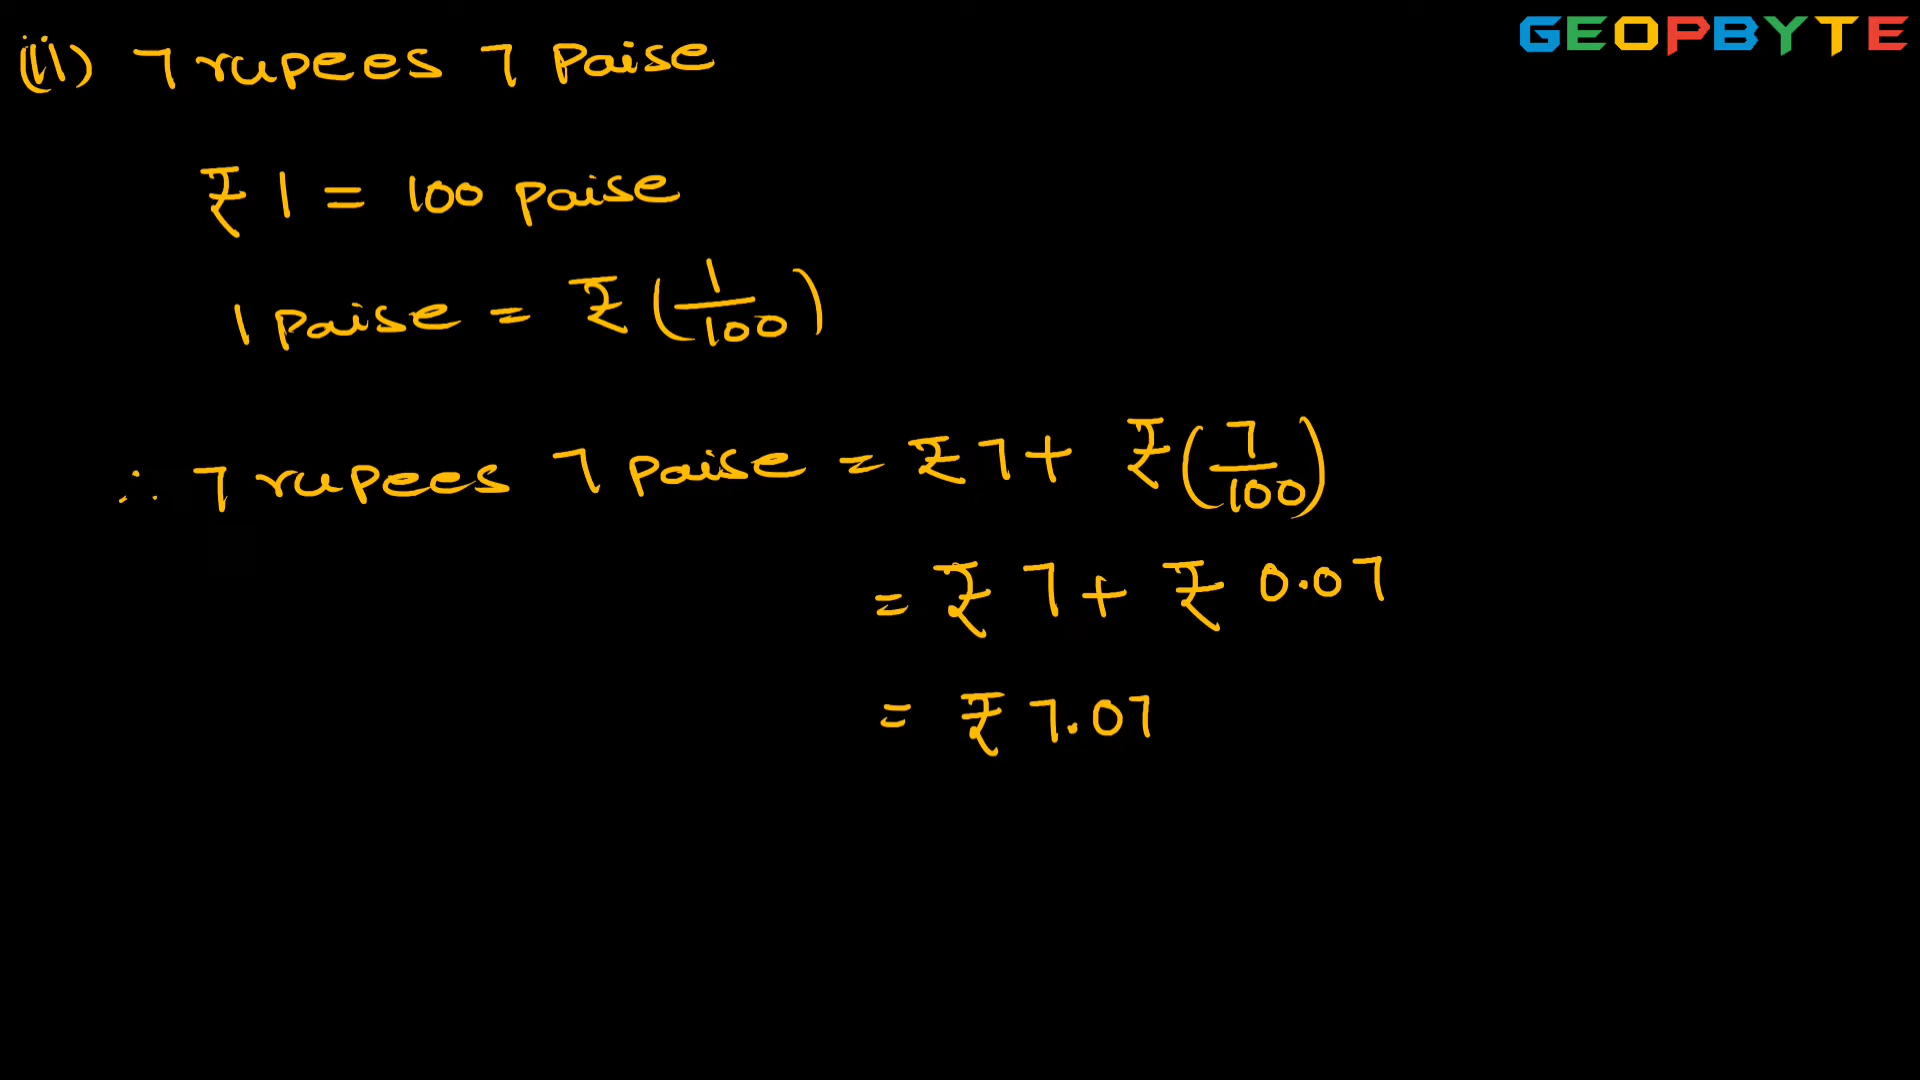 GEOPBYTE
(ii) 7 rupees 7 Paise
₹ 1 = 100 paise
1 paise = ₹ (1/100)
∴ 7 rupees 7 paise = ₹ 7 + ₹ (7/100)
= ₹ 7 + ₹ 0.07
= ₹ 7.07